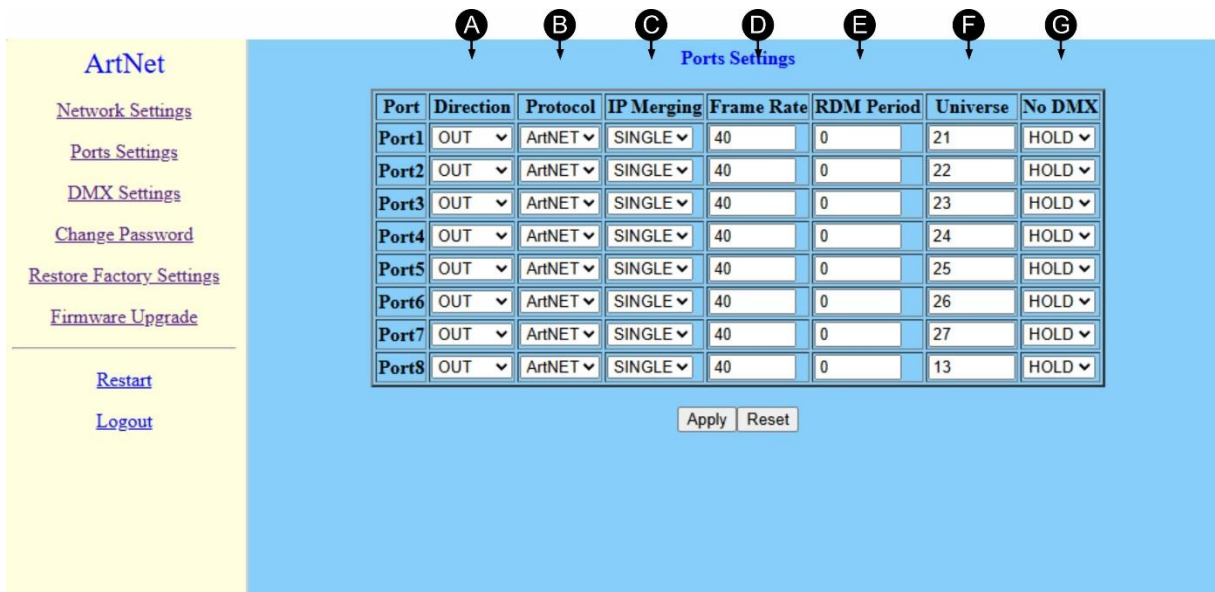 A B C D E F G
ArtNet
Network Settings
Ports Settings
DMX Settings
Change Password
Restore Factory Settings
Firmware Upgrade
Restart
Logout
Ports Settings
Port Direction Protocol IP Merging Frame Rate RDM Period Universe No DMX
Port1 OUT ArtNET SINGLE 40 0 21 HOLD
Port2 OUT ArtNET SINGLE 40 0 22 HOLD
Port3 OUT ArtNET SINGLE 40 0 23 HOLD
Port4 OUT ArtNET SINGLE 40 0 24 HOLD
Port5 OUT ArtNET SINGLE 40 0 25 HOLD
Port6 OUT ArtNET SINGLE 40 0 26 HOLD
Port7 OUT ArtNET SINGLE 40 0 27 HOLD
Port8 OUT ArtNET SINGLE 40 0 13 HOLD
Apply Reset